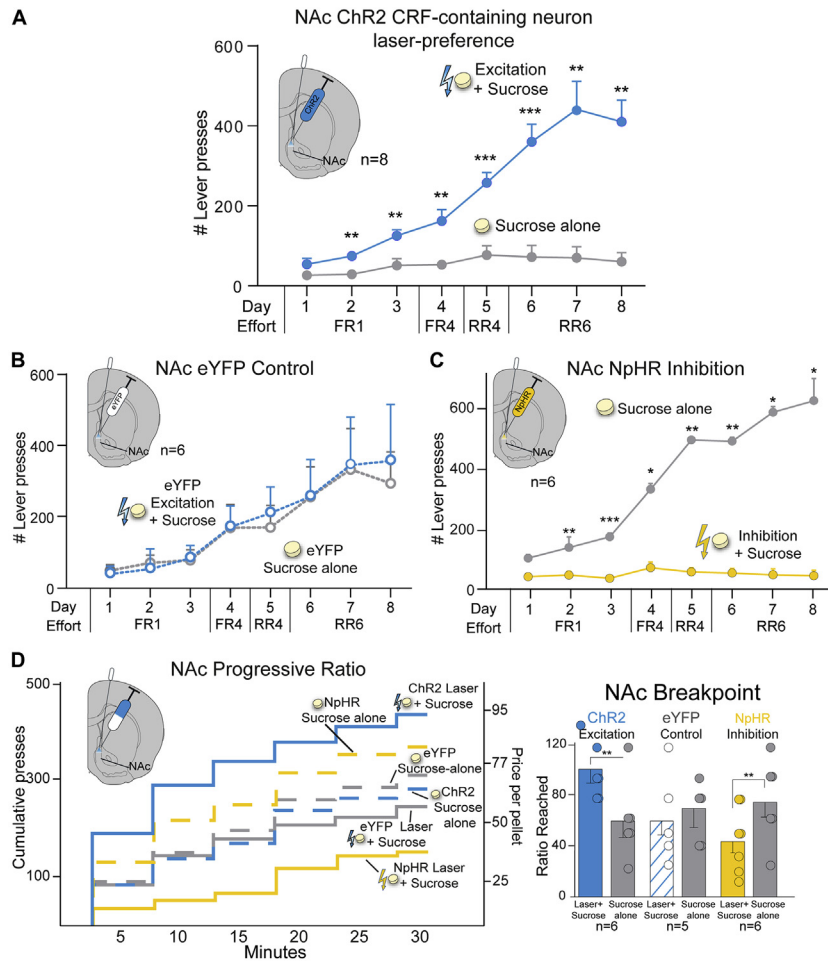 A
NAc ChR2 CRF-containing neuron
laser-preference
600
400
200
0
# Lever presses
ChR2
NAc
n=8
Excitation
+ Sucrose
Sucrose alone
**
**
**
***
***
**
**
Day
1
2
3
4
5
6
7
8
Effort
FR1
FR4
RR4
RR6
B
NAc eYFP Control
600
400
200
0
# Lever presses
eYFP
NAc
n=6
eYFP
Excitation
+ Sucrose
eYFP
Sucrose alone
Day
1
2
3
4
5
6
7
8
Effort
FR1
FR4
RR4
RR6
C
NAc NpHR Inhibition
600
400
200
0
# Lever presses
NpHR
NAc
n=6
Sucrose alone
Inhibition
+ Sucrose
**
***
*
**
**
*
*
Day
1
2
3
4
5
6
7
8
Effort
FR1
FR4
RR4
RR6
D
NAc Progressive Ratio
500
300
100
Cumulative presses
NAc
NpHR
Sucrose alone
ChR2 Laser
+ Sucrose
eYFP
Sucrose-alone
ChR2
Sucrose
alone
eYFP Laser
+ Sucrose
NpHR Laser
+ Sucrose
95
77
50
25
Price per pellet
5
10
15
20
25
30
Minutes
NAc Breakpoint
ChR2
Excitation
eYFP
Control
NpHR
Inhibition
120
80
40
0
Ratio Reached
**
**
Laser+
Sucrose
Sucrose
alone
Laser+
Sucrose
Sucrose
alone
Laser+
Sucrose
Sucrose
alone
n=6
n=5
n=6